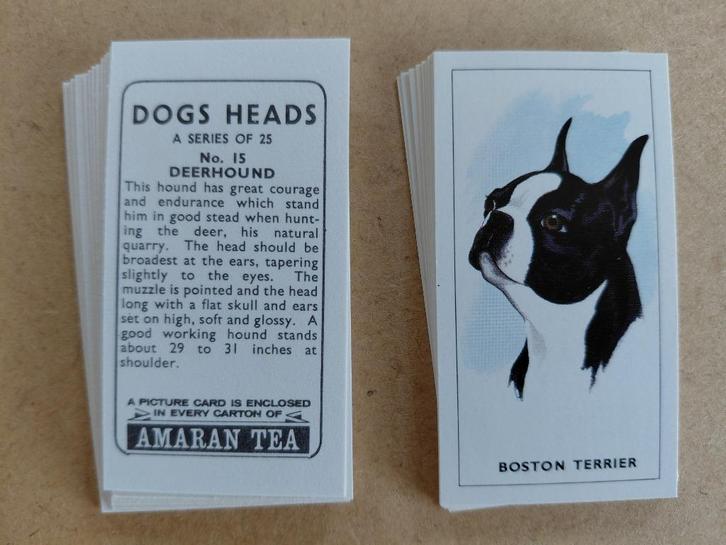 DOGS HEADS
A SERIES OF 25
No. 15
DEERHOUND
This hound has great courage
and endurance which stand
him in good stead when hunt-
ing the deer, his natural
quarry. The head should be
broadest at the ears, tapering
slightly to the eyes. The
muzzle is pointed and the head
long with a flat skull and ears
set on high, soft and glossy. A
good working hound stands
about 29 to 31 inches at
shoulder.
A PICTURE CARD IS ENCLOSED
IN EVERY CARTON OF
AMARAN TEA
BOSTON TERRIER